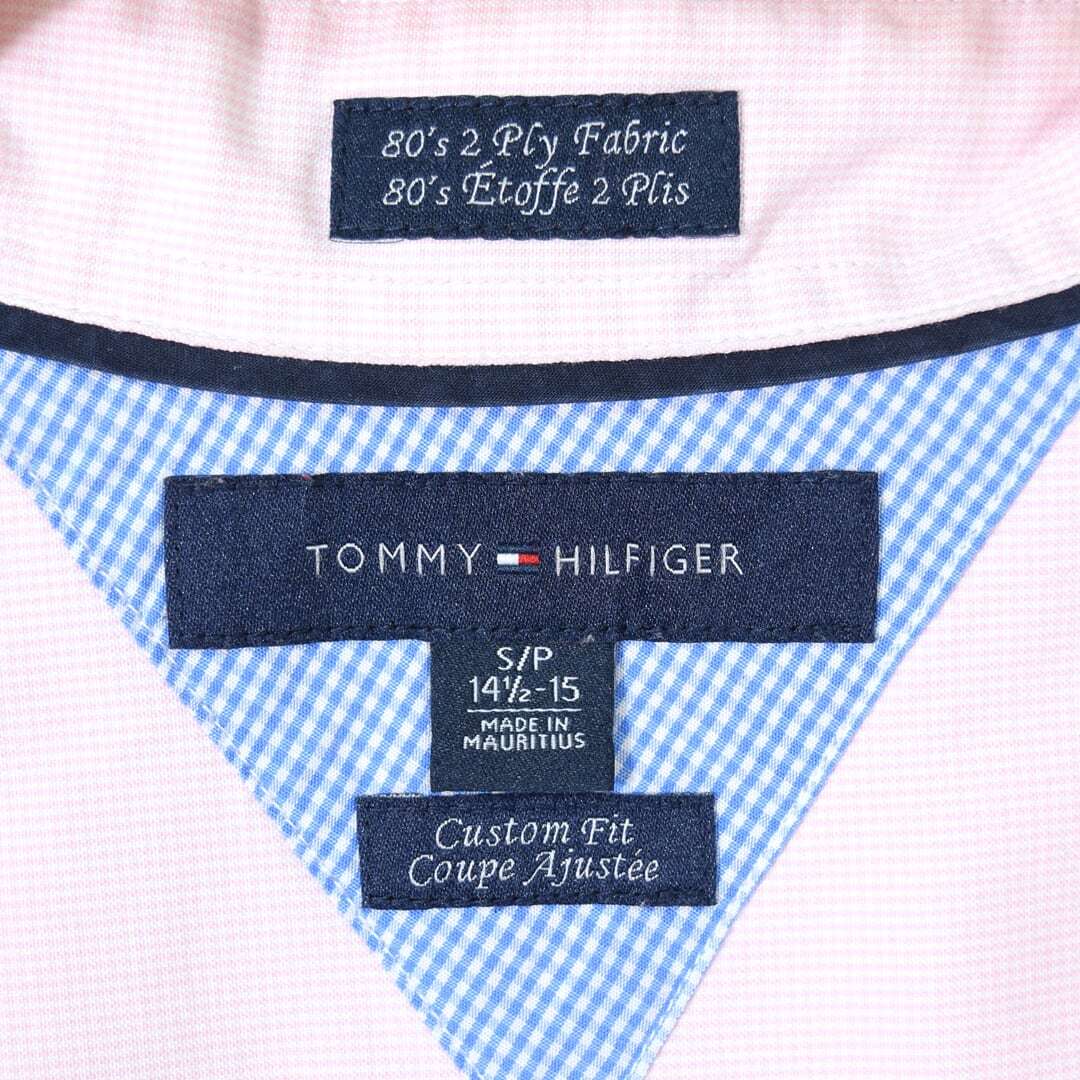 80's 2 Ply Fabric
80's Étoffe 2 Plis
TOMMY HILFIGER
S/P
14½-15
MADE IN
MAURITIUS
Custom Fit
Coupe Ajustée